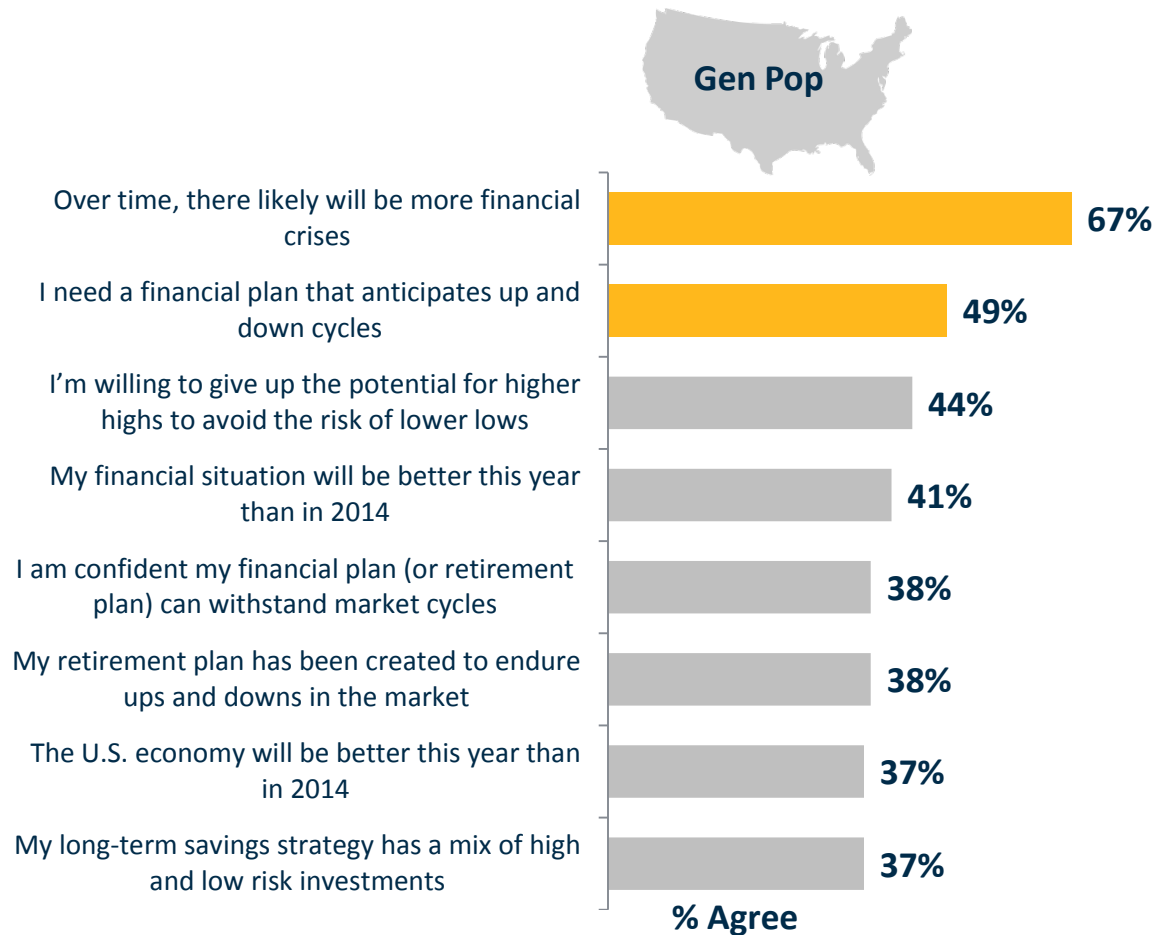 Gen Pop
Over time, there likely will be more financial
crises
67%
I need a financial plan that anticipates up and
down cycles
49%
I’m willing to give up the potential for higher
highs to avoid the risk of lower lows
44%
My financial situation will be better this year
than in 2014
41%
I am confident my financial plan (or retirement
plan) can withstand market cycles
38%
My retirement plan has been created to endure
ups and downs in the market
38%
The U.S. economy will be better this year than
in 2014
37%
My long-term savings strategy has a mix of high
and low risk investments
37%
% Agree